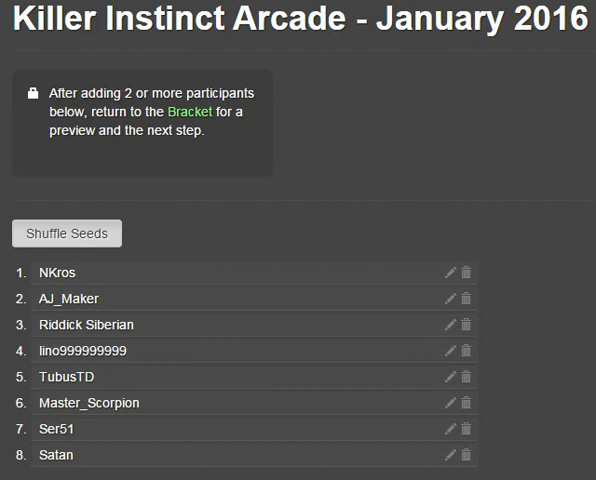 Killer Instinct Arcade - January 2016
After adding 2 or more participants
below, return to the Bracket for a
preview and the next step.
Shuffle Seeds
1. NKros
2. AJ_Maker
3. Riddick Siberian
4. lino999999999
5. TubusTD
6. Master_Scorpion
7. Ser51
8. Satan